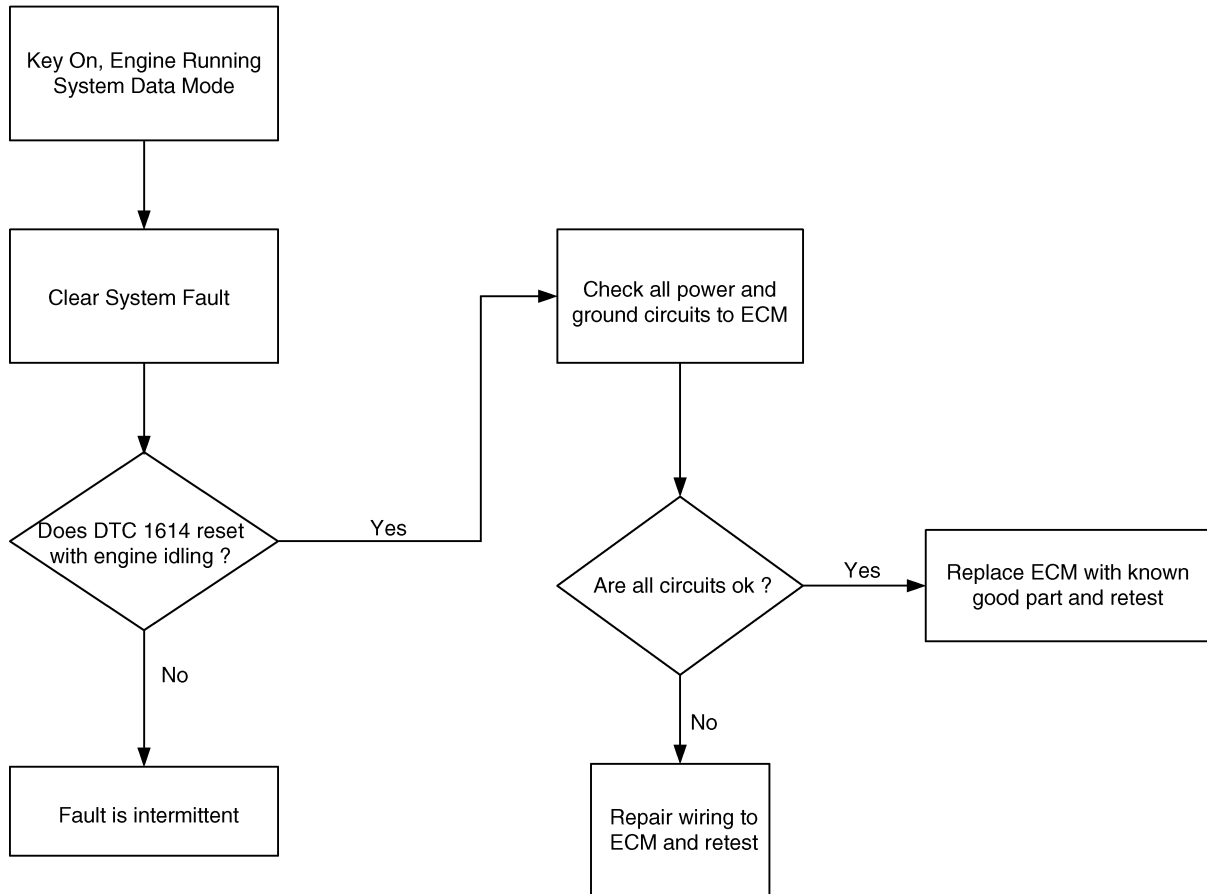 Key On, Engine Running
System Data Mode
Clear System Fault
Does DTC 1614 reset
with engine idling ?
Yes
No
Fault is intermittent
Check all power and
ground circuits to ECM
Are all circuits ok ?
Yes
Replace ECM with known
good part and retest
No
Repair wiring to
ECM and retest